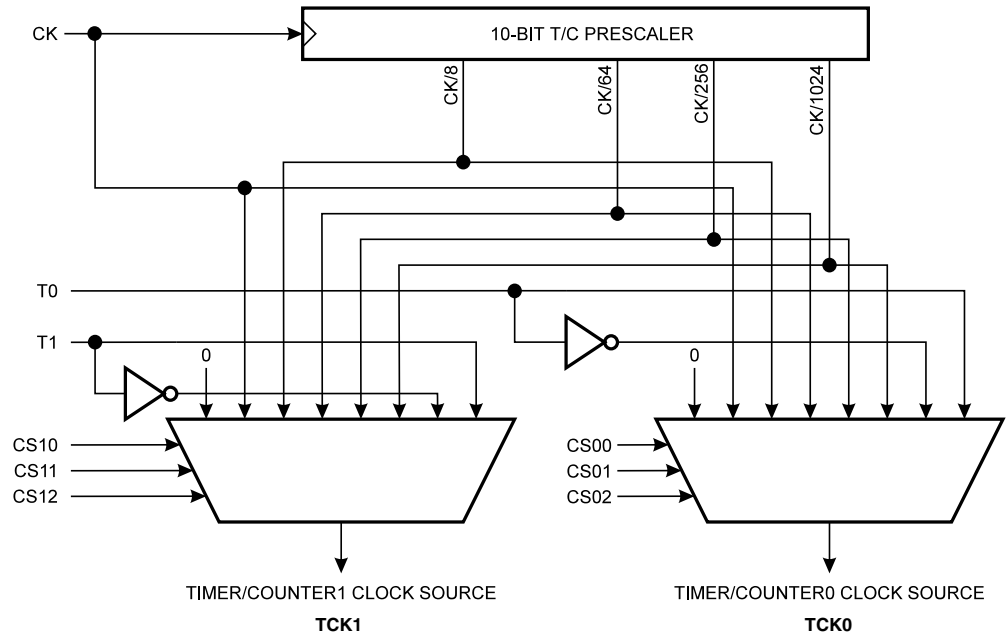 CK
10-BIT T/C PRESCALER
CK/8
CK/64
CK/256
CK/1024
T0
T1
0
0
CS10
CS11
CS12
CS00
CS01
CS02
TIMER/COUNTER1 CLOCK SOURCE
TCK1
TIMER/COUNTER0 CLOCK SOURCE
TCK0